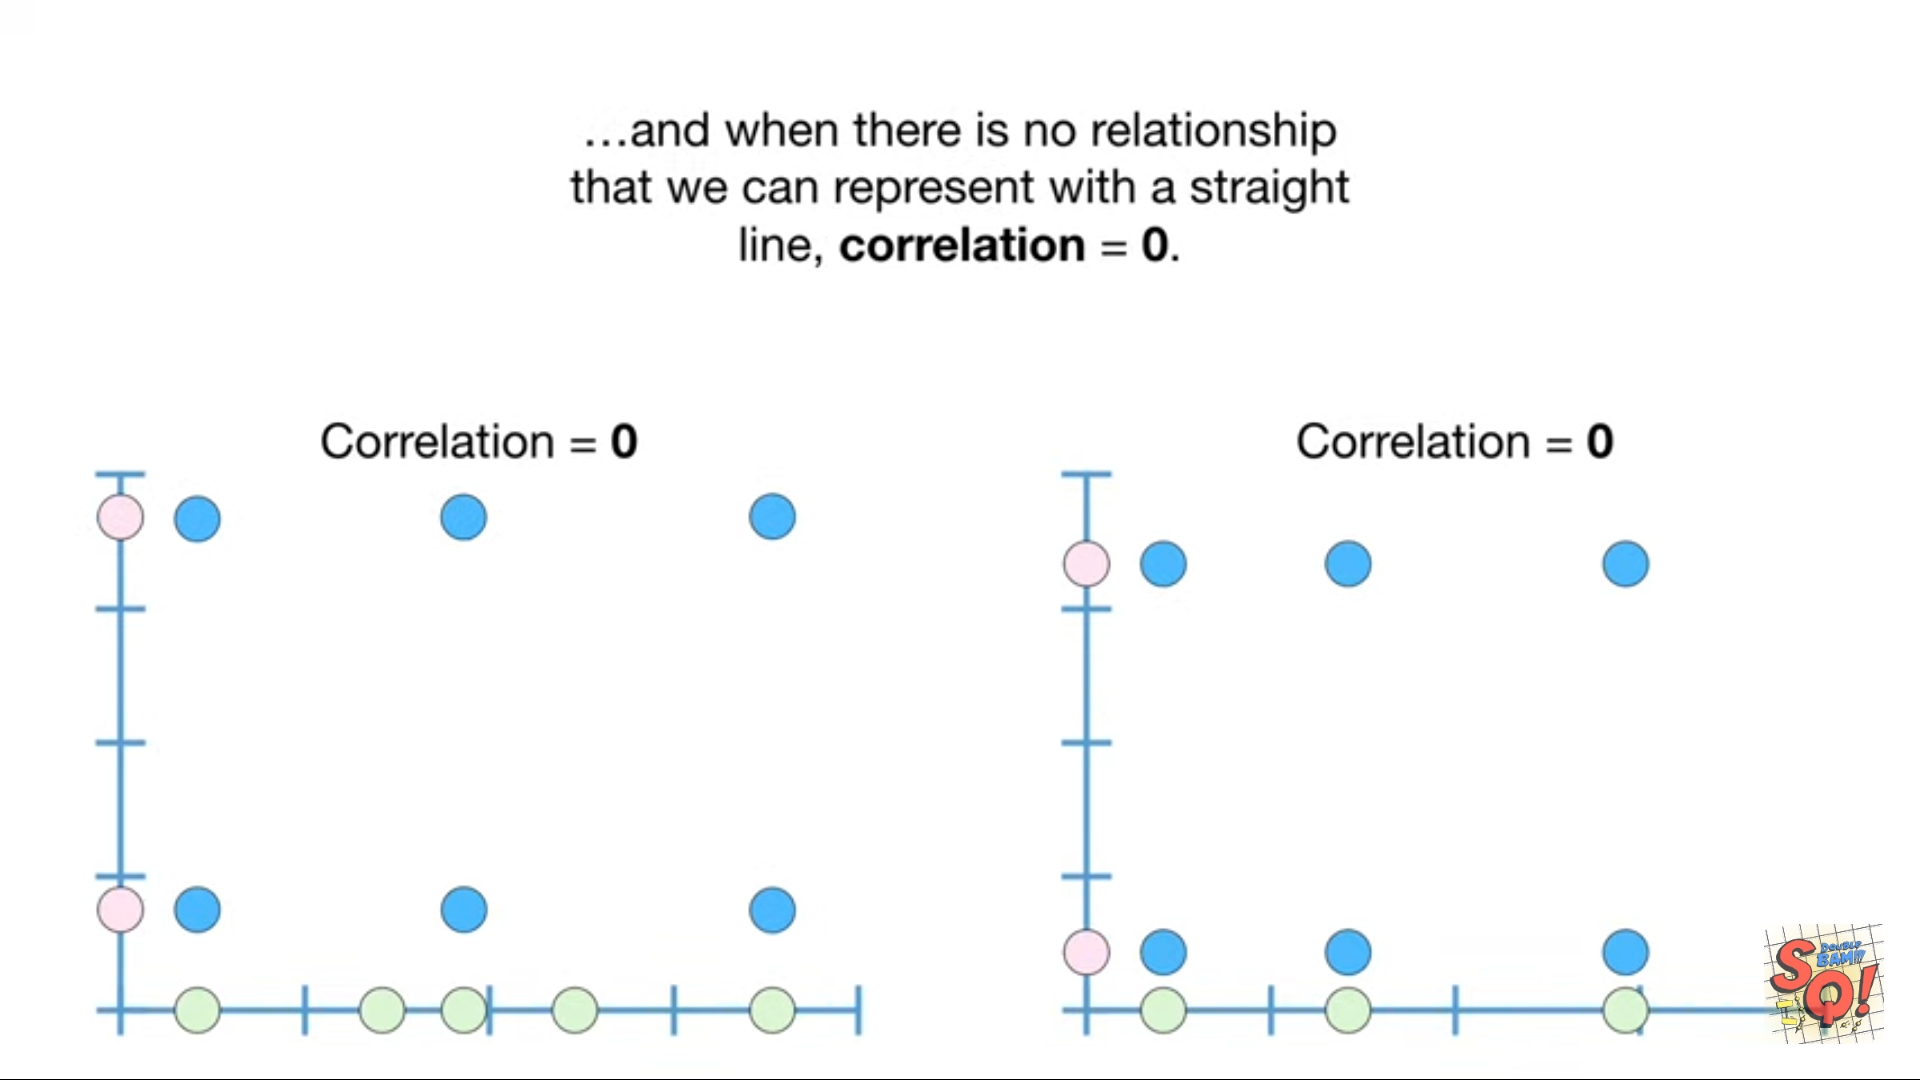 …and when there is no relationship
that we can represent with a straight
line, correlation = 0.
Correlation = 0
Correlation = 0
DOUBLE
BAM!!
SQ!